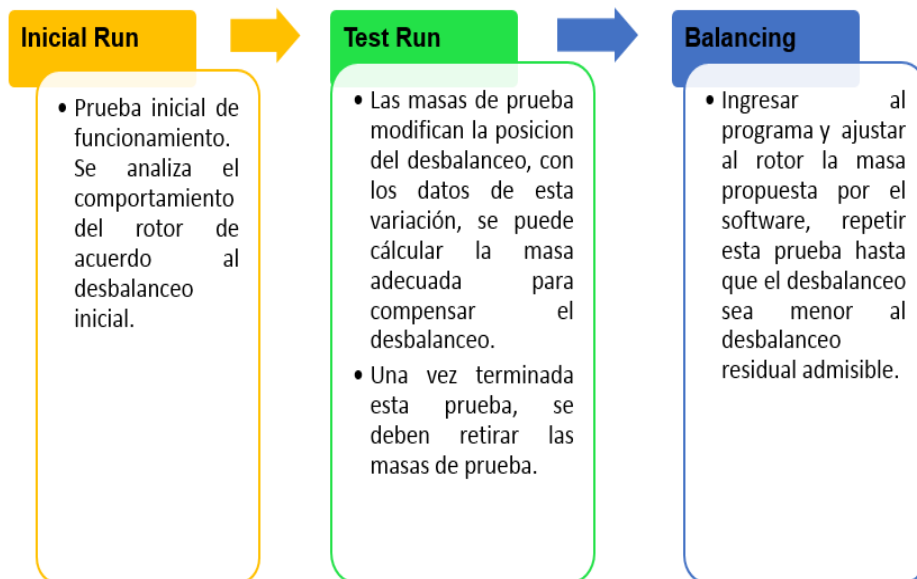 Inicial Run
• Prueba inicial de
funcionamiento.
Se analiza el
comportamiento
del rotor de
acuerdo al
desbalanceo
inicial.
Test Run
• Las masas de prueba
modifican la posicion
del desbalanceo, con
los datos de esta
variación, se puede
cálcular la masa
adecuada para
compensar el
desbalanceo.
• Una vez terminada
esta prueba, se
deben retirar las
masas de prueba.
Balancing
• Ingresar al
programa y ajustar
al rotor la masa
propuesta por el
software, repetir
esta prueba hasta
que el desbalanceo
sea menor al
desbalanceo
residual admisible.